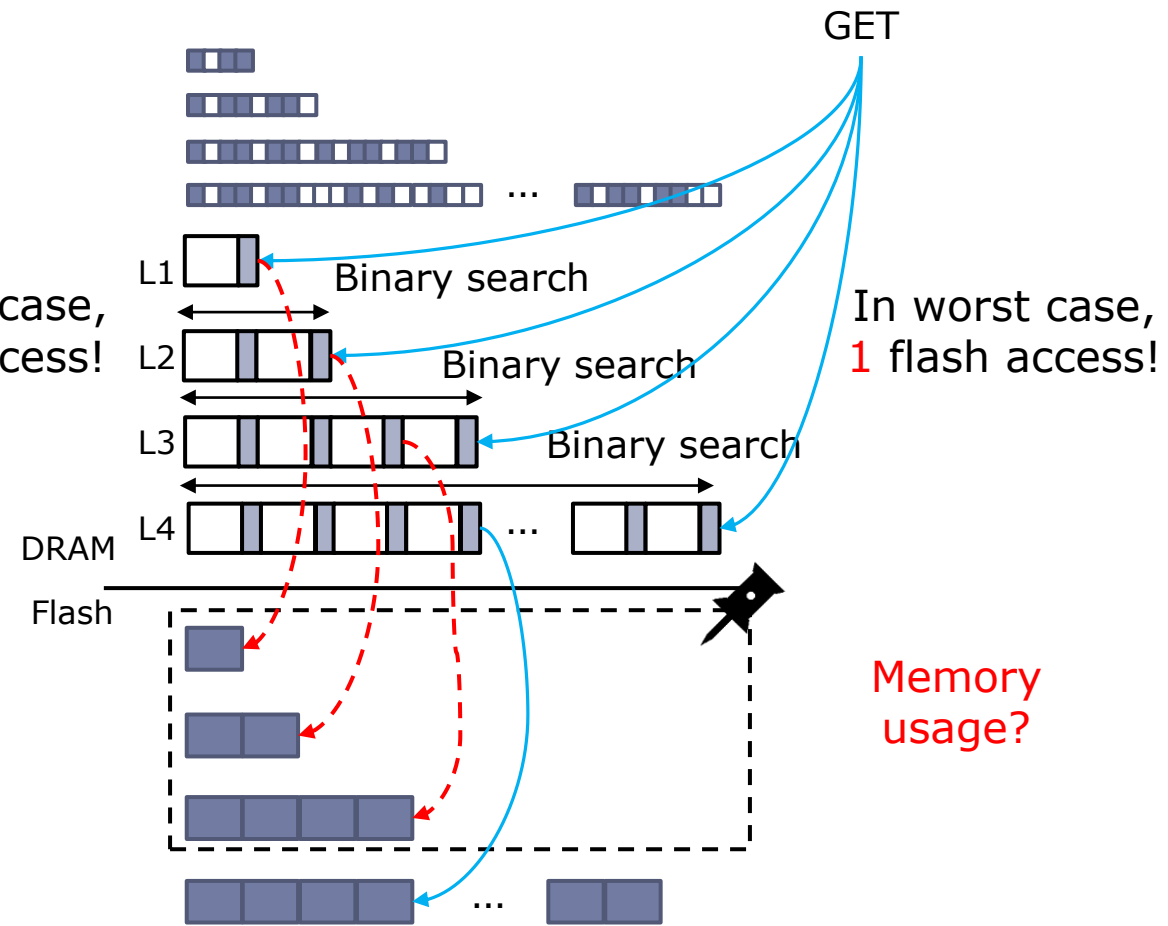 GET
...
L1
Binary search
case,
In worst case,
cess!
L2
Binary search
1 flash access!
L3
Binary search
L4
...
DRAM
Flash
Memory
usage?
...